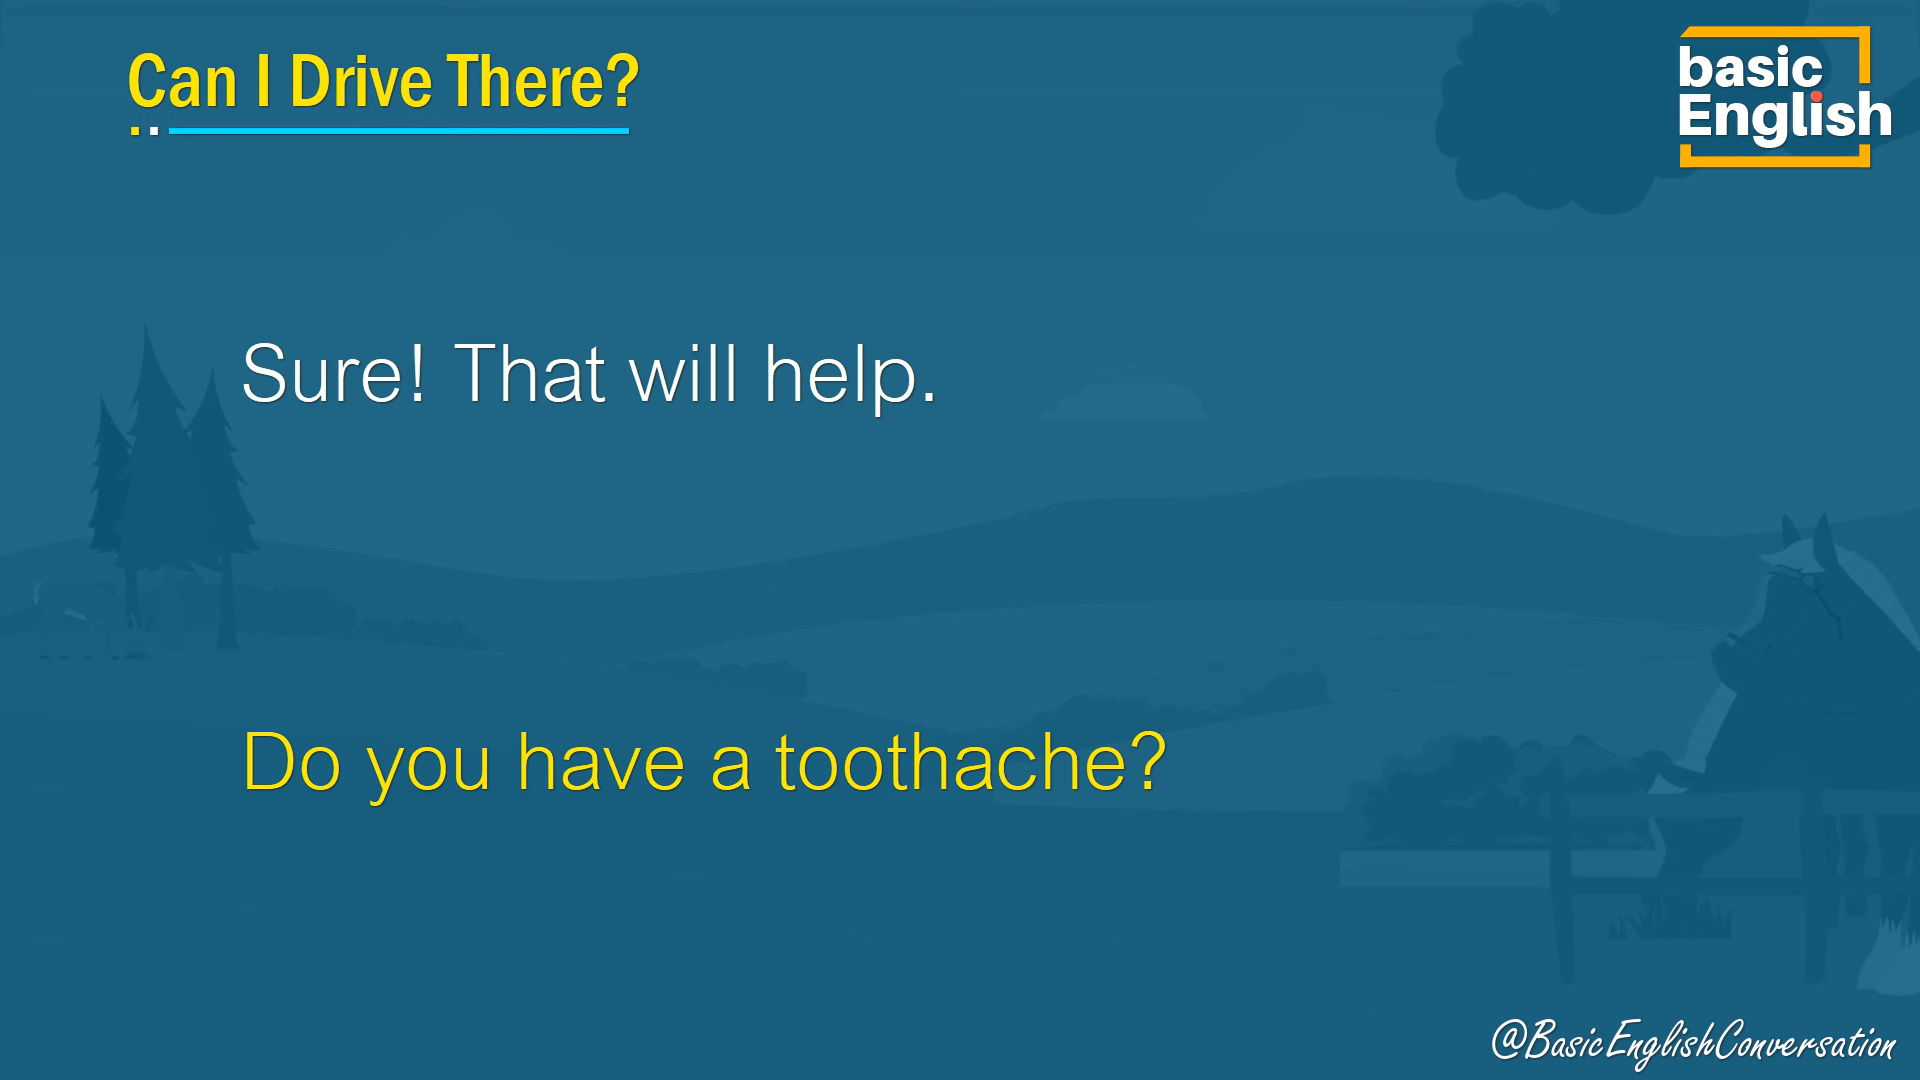 Can I Drive There?
basic
English
Sure! That will help.
Do you have a toothache?
@BasicEnglishConversation